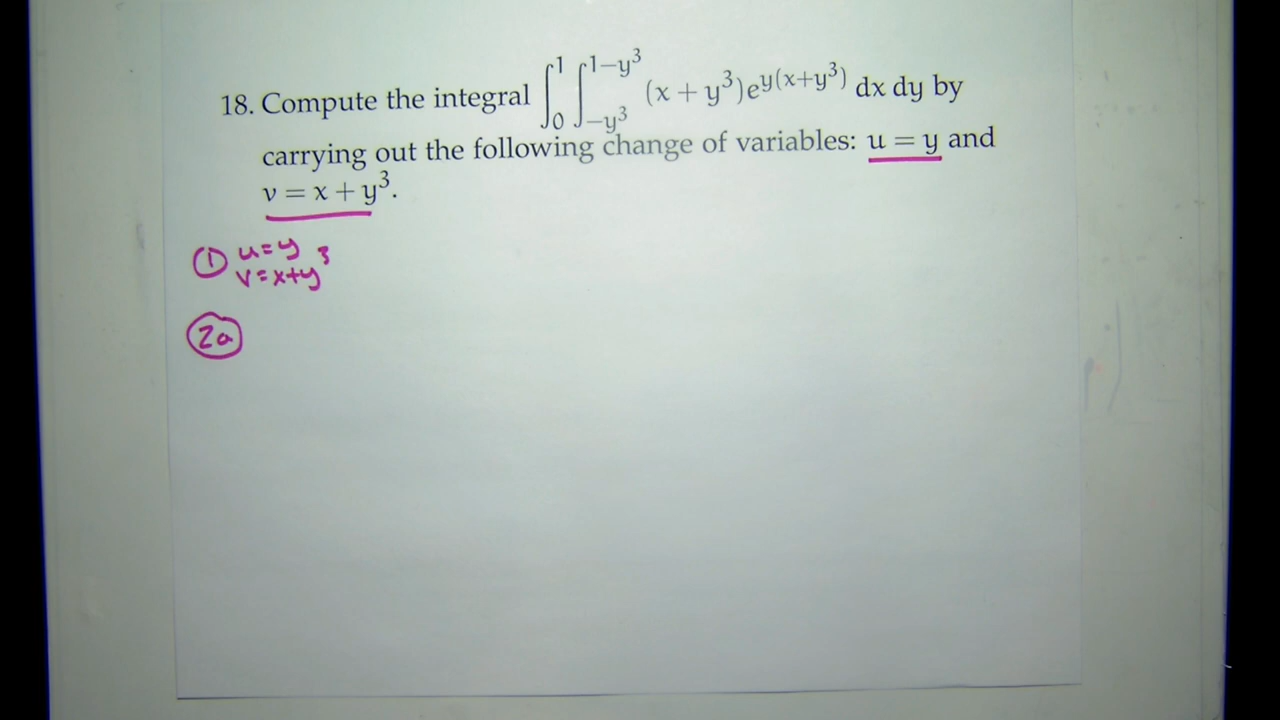 18. Compute the integral ∫₀¹ ∫₋y³^1−y³ (x + y³)e^y(x+y³) dx dy by
carrying out the following change of variables: u = y and
v = x + y³.
① u=y
v=x+y³
2a